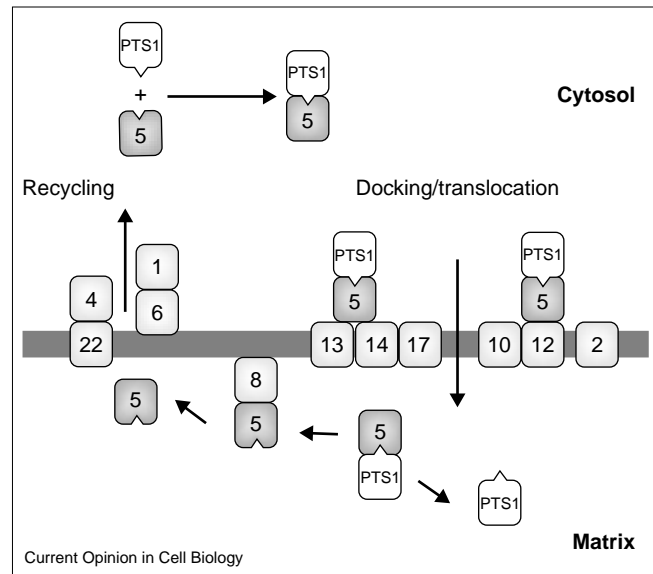 PTS1
+
5
PTS1
5
Cytosol
Recycling
Docking/translocation
1
6
4
22
PTS1
5
13 14 17
PTS1
5
10 12 2
8
5
5
5
PTS1
PTS1
Matrix
Current Opinion in Cell Biology